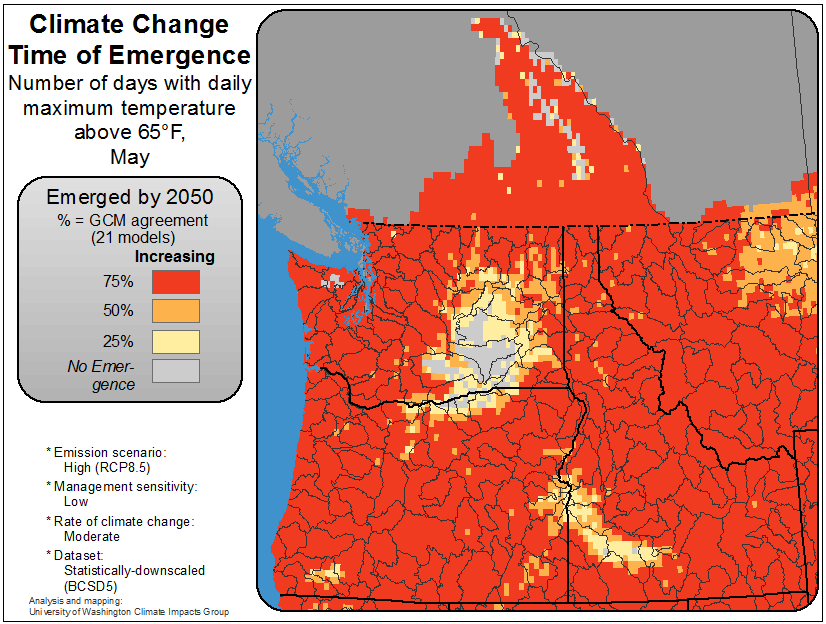 Climate Change
Time of Emergence
Number of days with daily
maximum temperature
above 65°F,
May
Emerged by 2050
% = GCM agreement
(21 models)
Increasing
75%
50%
25%
No Emer-
gence
* Emission scenario:
High (RCP8.5)
* Management sensitivity:
Low
* Rate of climate change:
Moderate
* Dataset:
Statistically-downscaled
(BCSD5)
Analysis and mapping:
University of Washington Climate Impacts Group